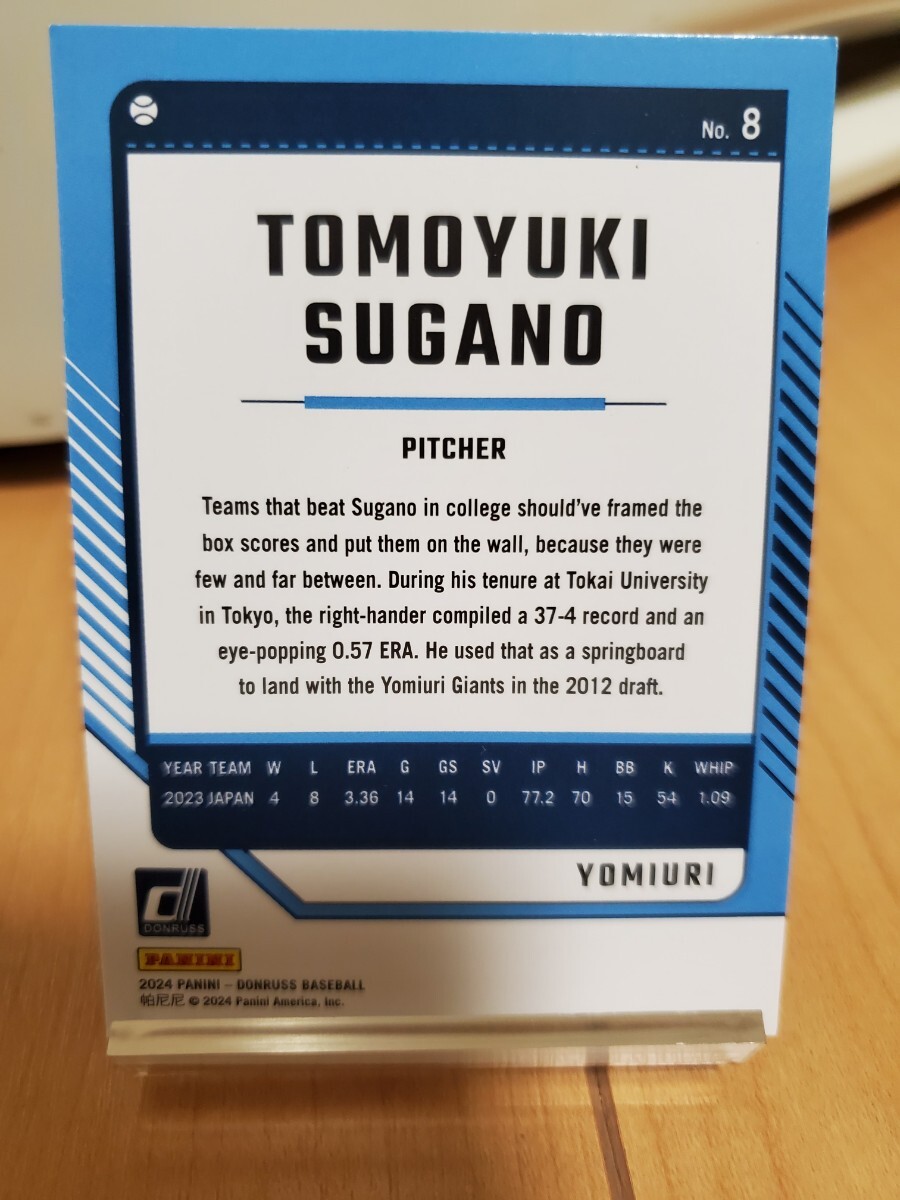 No. 8
TOMOYUKI
SUGANO
PITCHER
Teams that beat Sugano in college should've framed the
box scores and put them on the wall, because they were
few and far between. During his tenure at Tokai University
in Tokyo, the right-hander compiled a 37-4 record and an
eye-popping 0.57 ERA. He used that as a springboard
to land with the Yomiuri Giants in the 2012 draft.
YEAR TEAM W L ERA G GS SV IP H BB K WHIP
2023 JAPAN 4 8 3.36 14 14 0 77.2 70 15 54 1.09
YOMIURI
d
DONRUSS
PANINI
2024 PANINI – DONRUSS BASEBALL
帕尼尼 © 2024 Panini America, Inc.